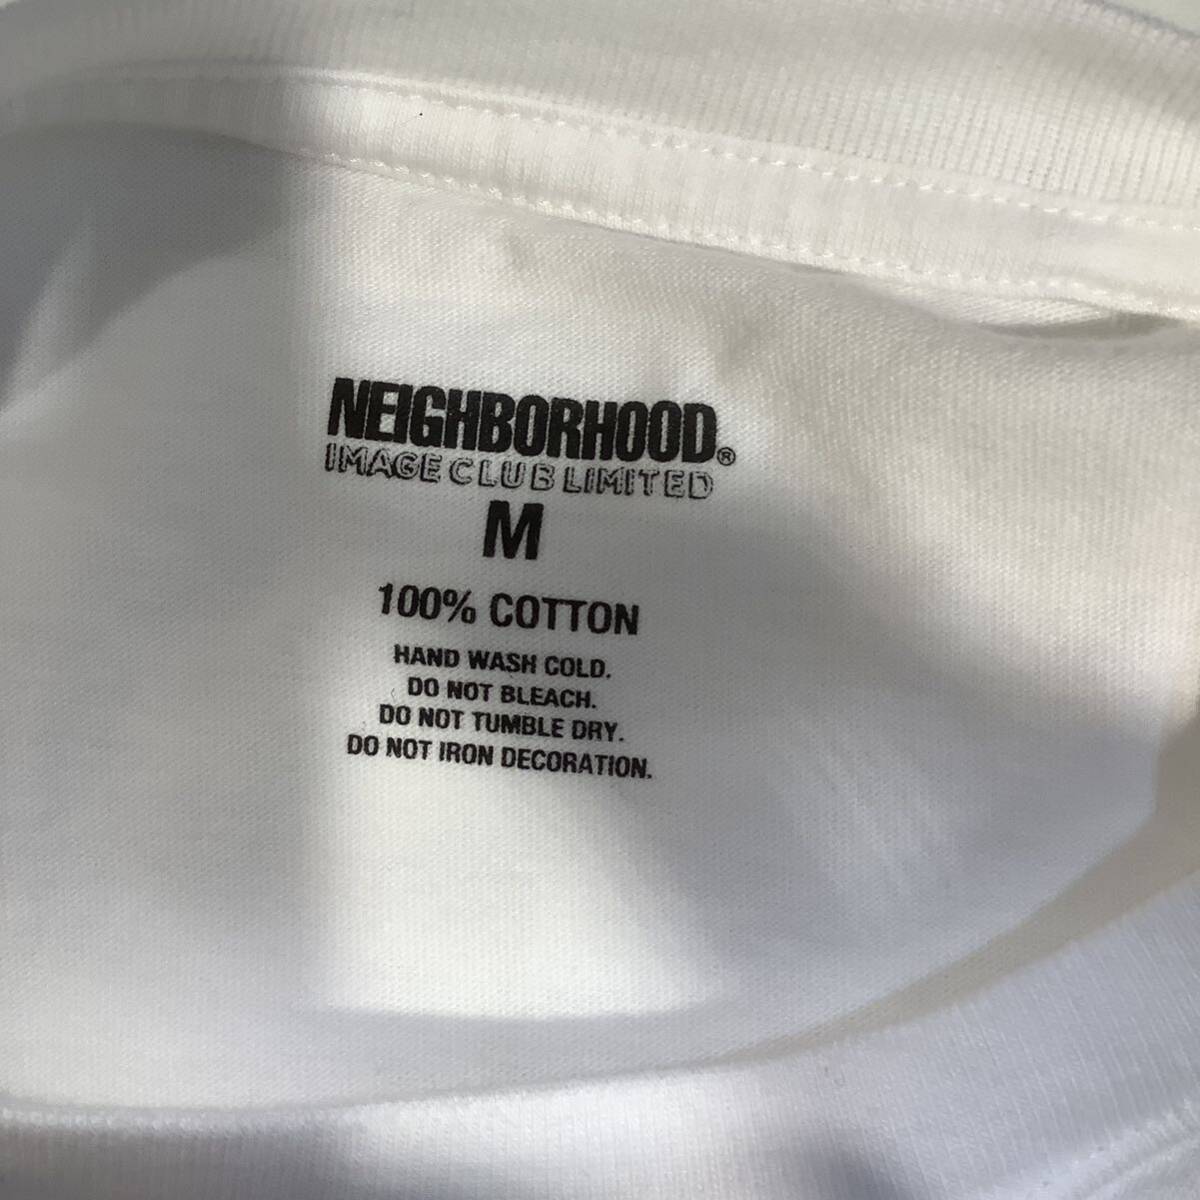 NEIGHBORHOOD®
IMAGE CLUB LIMITED
M
100% COTTON
HAND WASH COLD.
DO NOT BLEACH.
DO NOT TUMBLE DRY.
DO NOT IRON DECORATION.